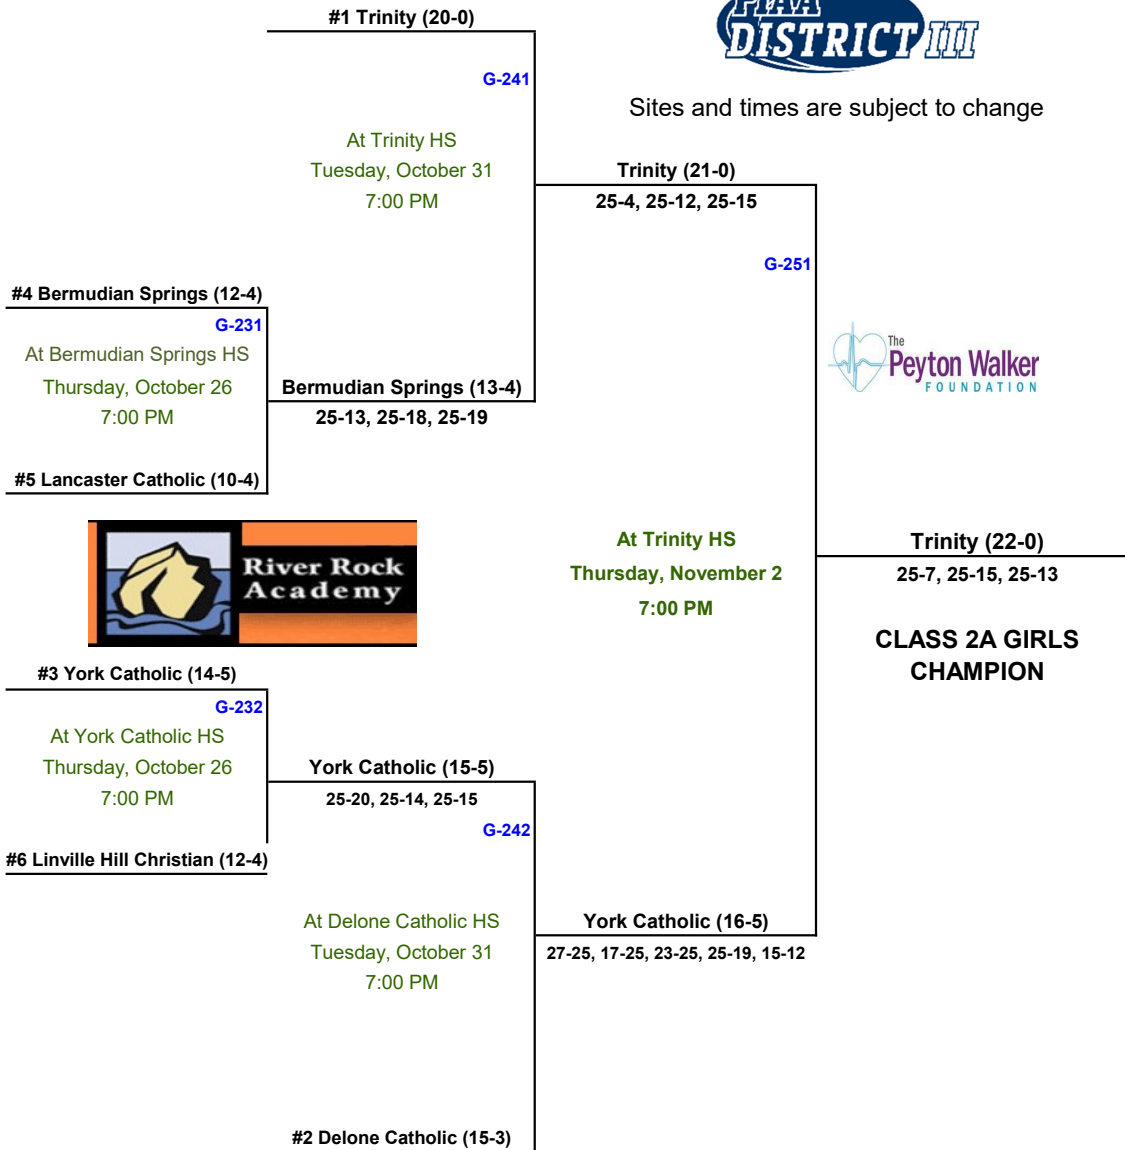 #1 Trinity (20-0)
PIAA
DISTRICT III
G-241
Sites and times are subject to change
At Trinity HS
Tuesday, October 31
7:00 PM
Trinity (21-0)
25-4, 25-12, 25-15
G-251
#4 Bermudian Springs (12-4)
G-231
At Bermudian Springs HS
Thursday, October 26
7:00 PM
Bermudian Springs (13-4)
25-13, 25-18, 25-19
The
Peyton Walker
FOUNDATION
#5 Lancaster Catholic (10-4)
River Rock
Academy
At Trinity HS
Thursday, November 2
7:00 PM
Trinity (22-0)
25-7, 25-15, 25-13
CLASS 2A GIRLS
CHAMPION
#3 York Catholic (14-5)
G-232
At York Catholic HS
Thursday, October 26
7:00 PM
York Catholic (15-5)
25-20, 25-14, 25-15
G-242
#6 Linville Hill Christian (12-4)
At Delone Catholic HS
Tuesday, October 31
7:00 PM
York Catholic (16-5)
27-25, 17-25, 23-25, 25-19, 15-12
#2 Delone Catholic (15-3)